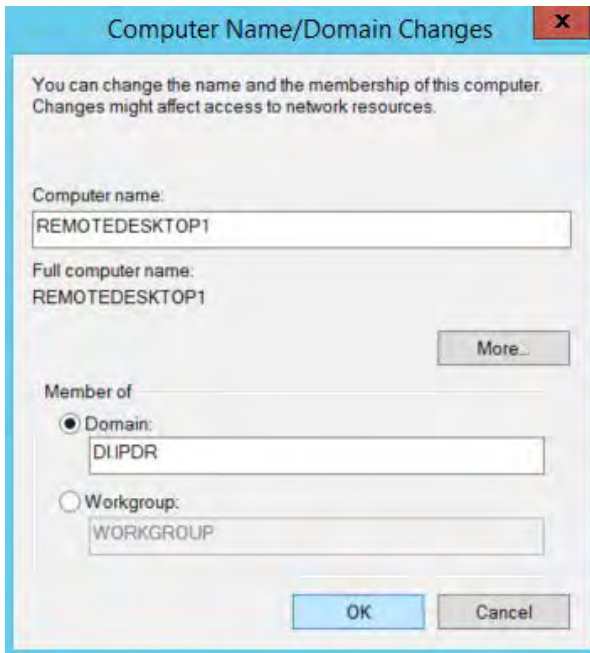 Computer Name/Domain Changes
x
You can change the name and the membership of this computer.
Changes might affect access to network resources.
Computer name:
REMOTEDESKTOP1
Full computer name:
REMOTEDESKTOP1
More...
Member of
Domain:
DI.IPDR
Workgroup:
WORKGROUP
OK
Cancel